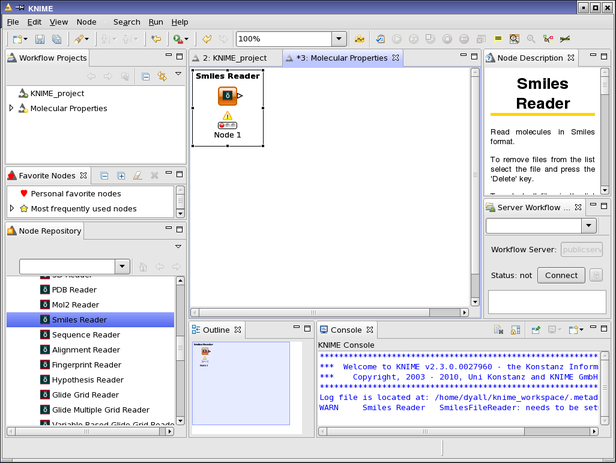 KNIME
File Edit View Node Search Run Help
100%
Workflow Projects
KNIME_project
Molecular Properties
Favorite Nodes
Personal favorite nodes
Most frequently used nodes
Node Repository
PDB Reader
Mol2 Reader
Smiles Reader
Sequence Reader
Alignment Reader
Fingerprint Reader
Hypothesis Reader
Glide Grid Reader
Glide Multiple Grid Reader
Variable Based Glide Grid Reade
2: KNIME_project
*3: Molecular Properties
Smiles Reader
Node 1
Outline
Smiles Reader
Node 1
Console
KNIME Console
***************************************************
*** Welcome to KNIME v2.3.0.0027960 - the Konstanz Inform
*** Copyright, 2003 - 2010, Uni Konstanz and KNIME GmbH
***************************************************
Log file is located at: /home/dyall/knime_workspace/.metad
WARN Smiles Reader SmilesFileReader: needs to be set
Node Description
Smiles
Reader
Read molecules in Smiles
format.
To remove files from the list
select the file and press the
'Delete' key.
Server Workflow ...
Workflow Server:
publicserv
Status: not
Connect